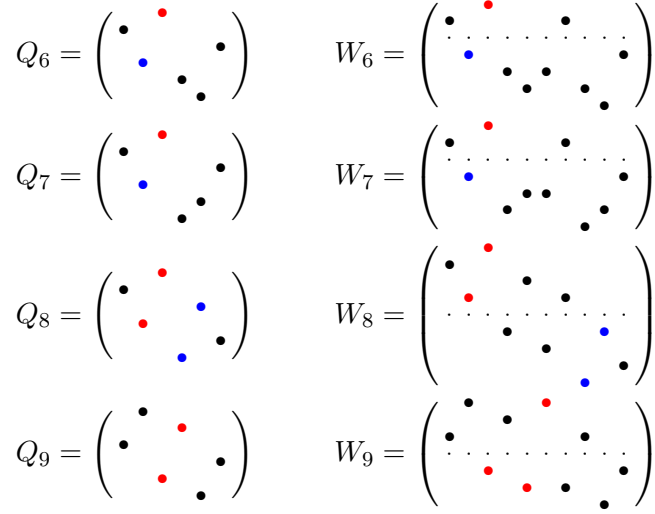 Q₆ = W₆ =
Q₇ = W₇ =
Q₈ = W₈ =
Q₉ = W₉ =